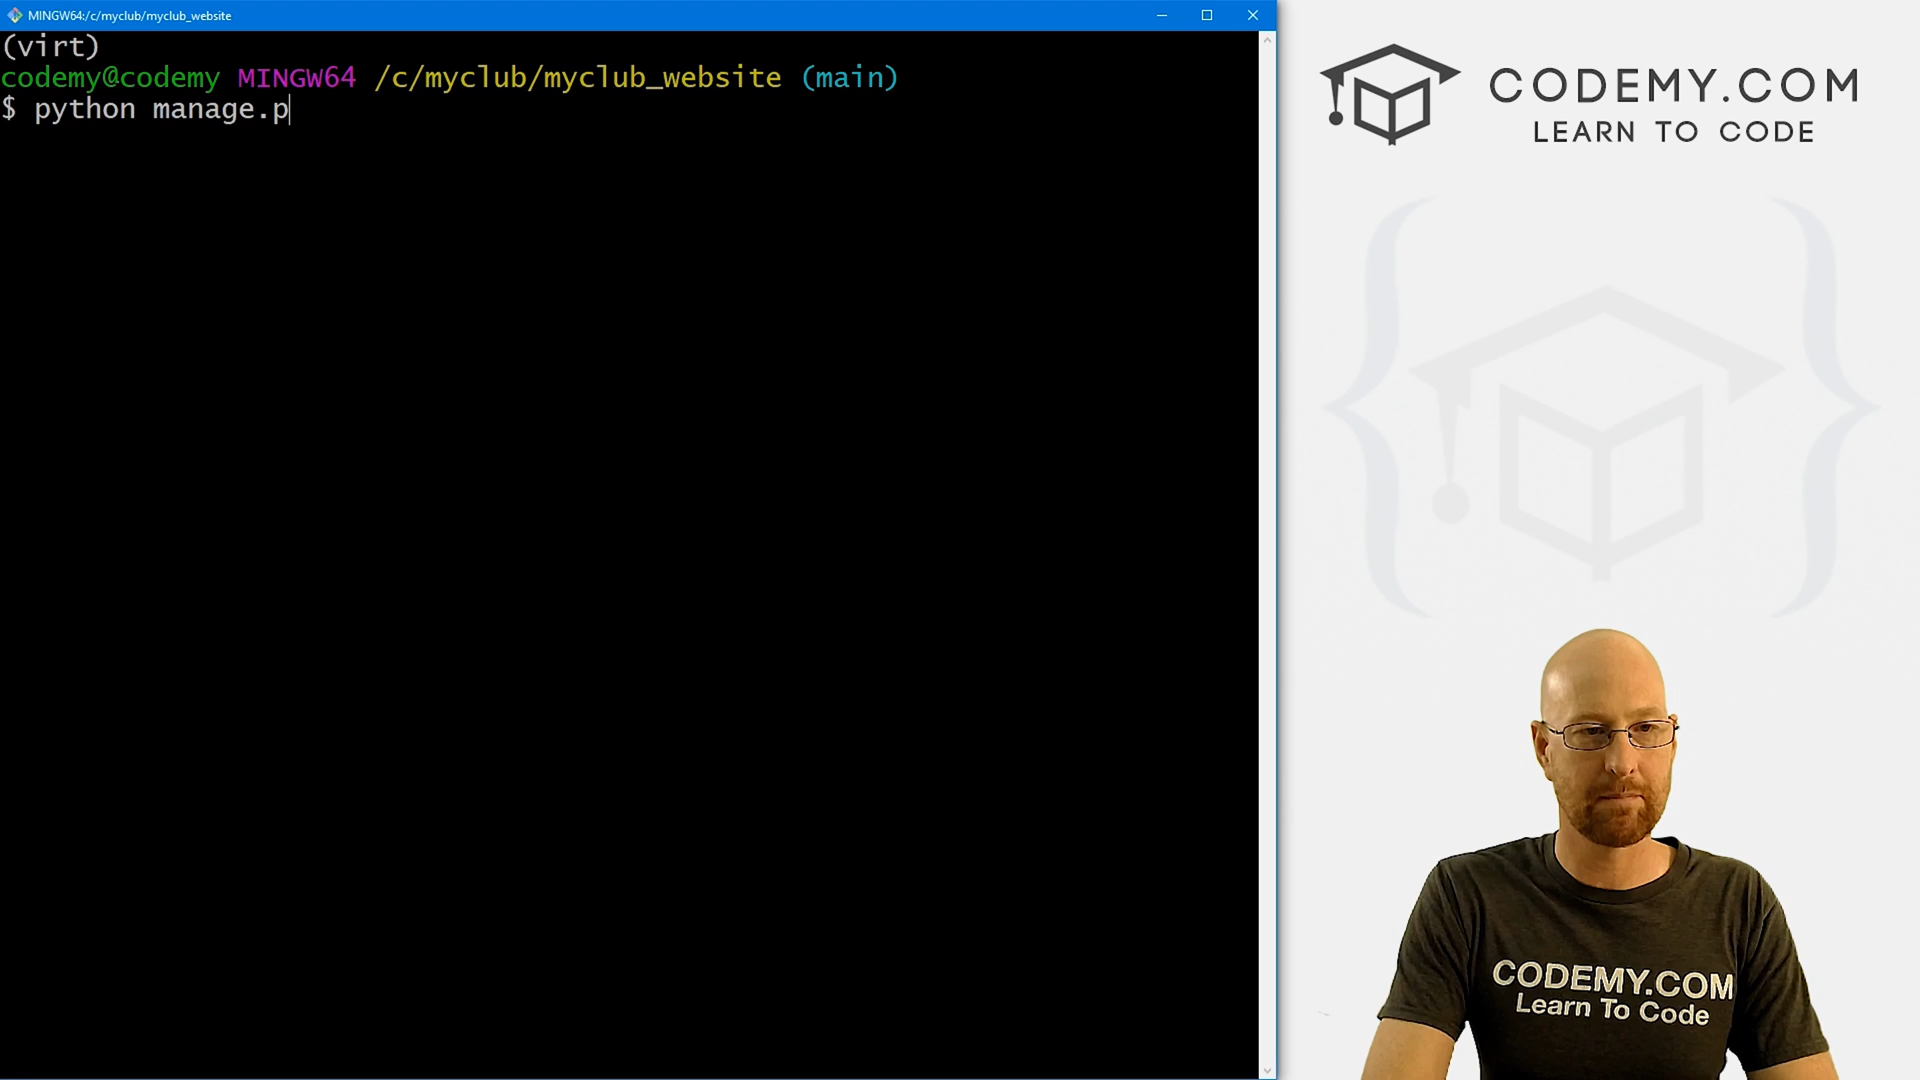 MINGW64:/c/myclub/myclub_website
(virt)
codemy@codemy MINGW64 /c/myclub/myclub_website (main)
$ python manage.p
CODEMY.COM
LEARN TO CODE
CODEMY.COM
Learn To Code